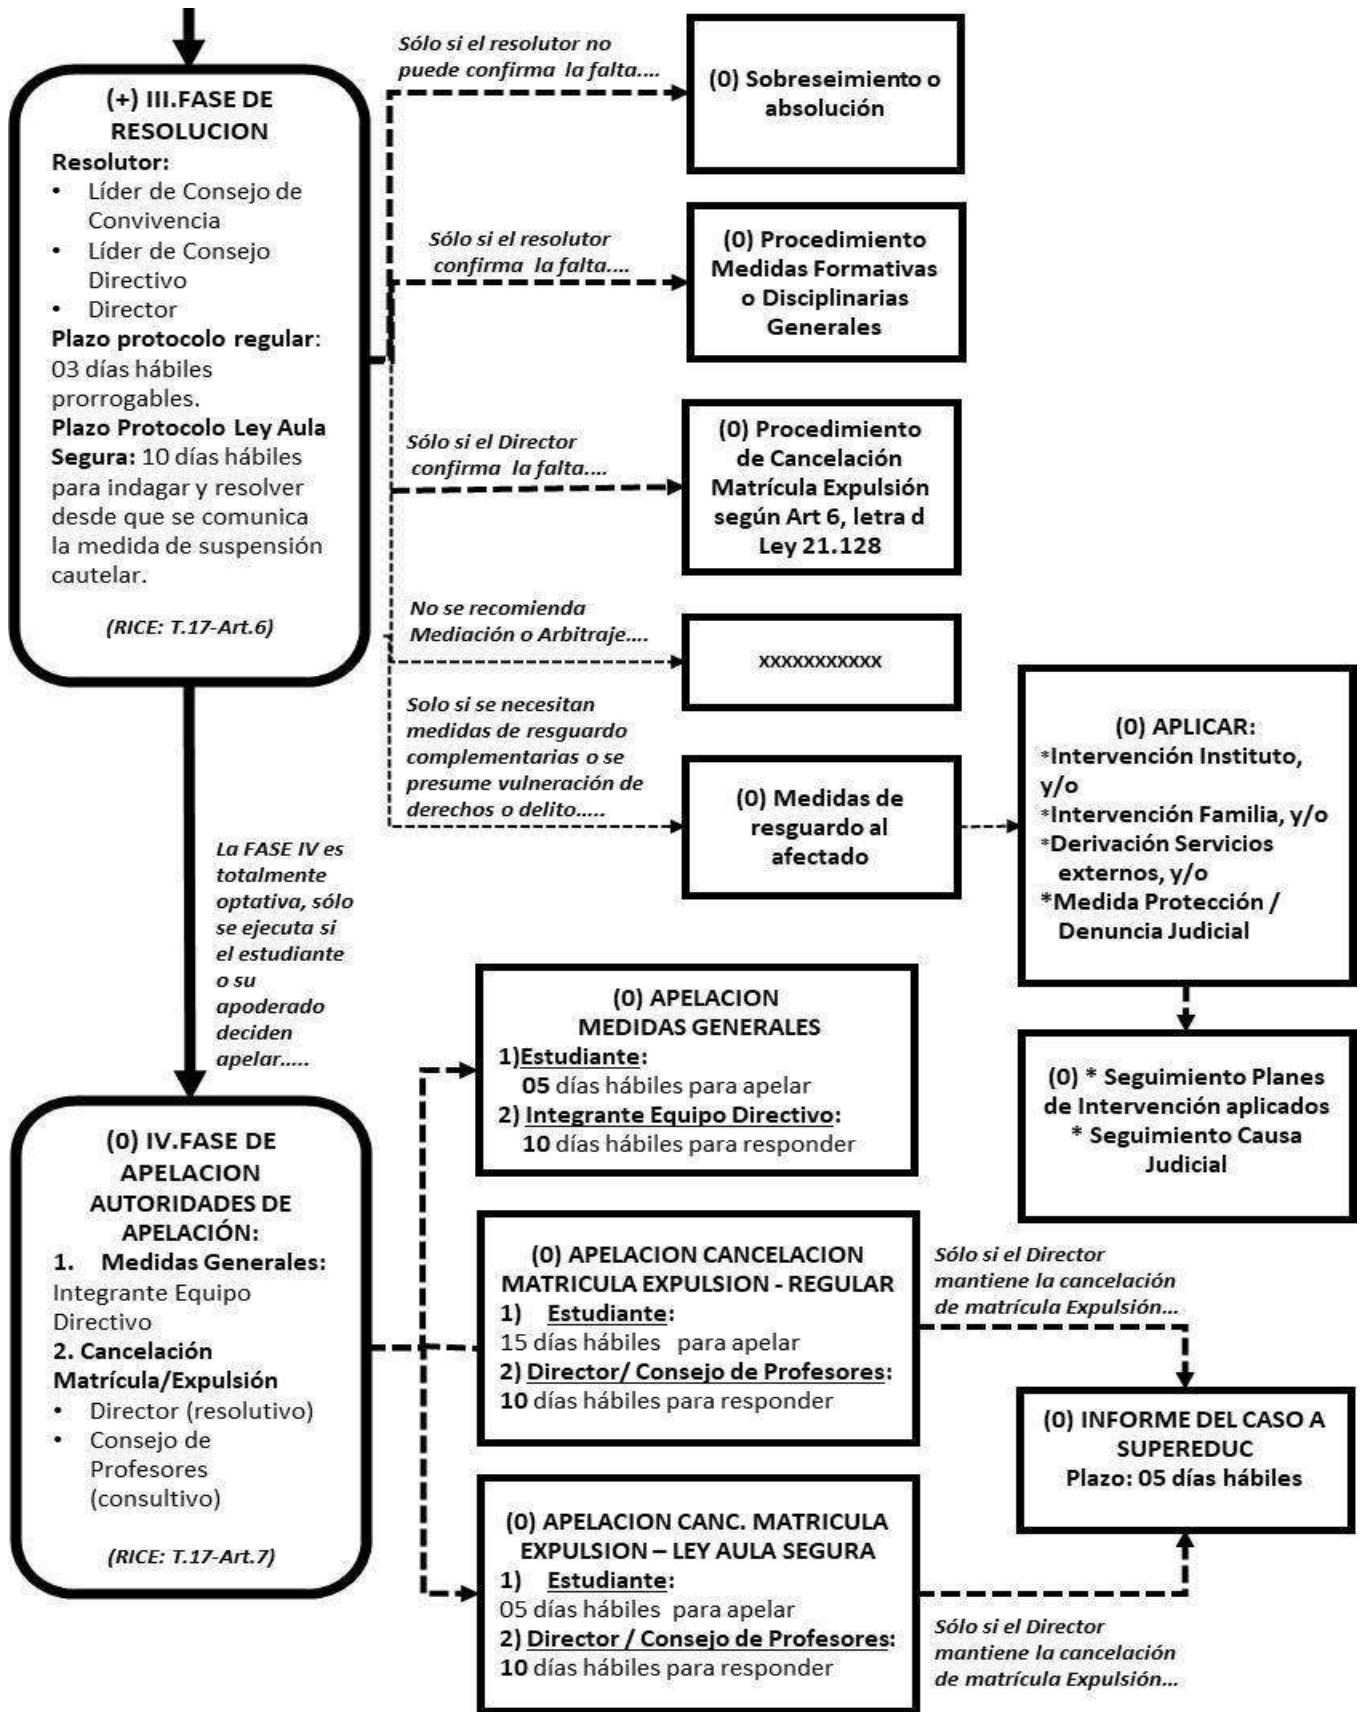 (+) III.FASE DE
RESOLUCION
Resolutor:
• Líder de Consejo de
Convivencia
• Líder de Consejo
Directivo
• Director
Plazo protocolo regular:
03 días hábiles
prorrogables.
Plazo Protocolo Ley Aula
Segura: 10 días hábiles
para indagar y resolver
desde que se comunica
la medida de suspensión
cautelar.
(RICE: T.17-Art.6)
Sólo si el resolutor no
puede confirma la falta....
(0) Sobreseimiento o
absolución
Sólo si el resolutor
confirma la falta....
(0) Procedimiento
Medidas Formativas
o Disciplinarias
Generales
Sólo si el Director
confirma la falta....
(0) Procedimiento
de Cancelación
Matrícula Expulsión
según Art 6, letra d
Ley 21.128
No se recomienda
Mediación o Arbitraje....
xxxxxxxxxxx
Solo si se necesitan
medidas de resguardo
complementarias o se
presume vulneración de
derechos o delito.....
(0) Medidas de
resguardo al
afectado
(0) APLICAR:
*Intervención Instituto,
y/o
*Intervención Familia, y/o
*Derivación Servicios
externos, y/o
*Medida Protección /
Denuncia Judicial
(0) * Seguimiento Planes
de Intervención aplicados
* Seguimiento Causa
Judicial
La FASE IV es
totalmente
optativa, sólo
se ejecuta si
el estudiante
o su
apoderado
deciden
apelar.....
(0) IV.FASE DE
APELACION
AUTORIDADES DE
APELACIÓN:
1. Medidas Generales:
Integrante Equipo
Directivo
2. Cancelación
Matrícula/Expulsión
• Director (resolutivo)
• Consejo de
Profesores
(consultivo)
(RICE: T.17-Art.7)
(0) APELACION
MEDIDAS GENERALES
1)Estudiante:
05 días hábiles para apelar
2) Integrante Equipo Directivo:
10 días hábiles para responder
(0) APELACION CANCELACION
MATRICULA EXPULSION - REGULAR
1) Estudiante:
15 días hábiles para apelar
2) Director/ Consejo de Profesores:
10 días hábiles para responder
Sólo si el Director
mantiene la cancelación
de matrícula Expulsión...
(0) INFORME DEL CASO A
SUPEREDUC
Plazo: 05 días hábiles
(0) APELACION CANC. MATRICULA
EXPULSION – LEY AULA SEGURA
1) Estudiante:
05 días hábiles para apelar
2) Director / Consejo de Profesores:
10 días hábiles para responder
Sólo si el Director
mantiene la cancelación
de matrícula Expulsión...